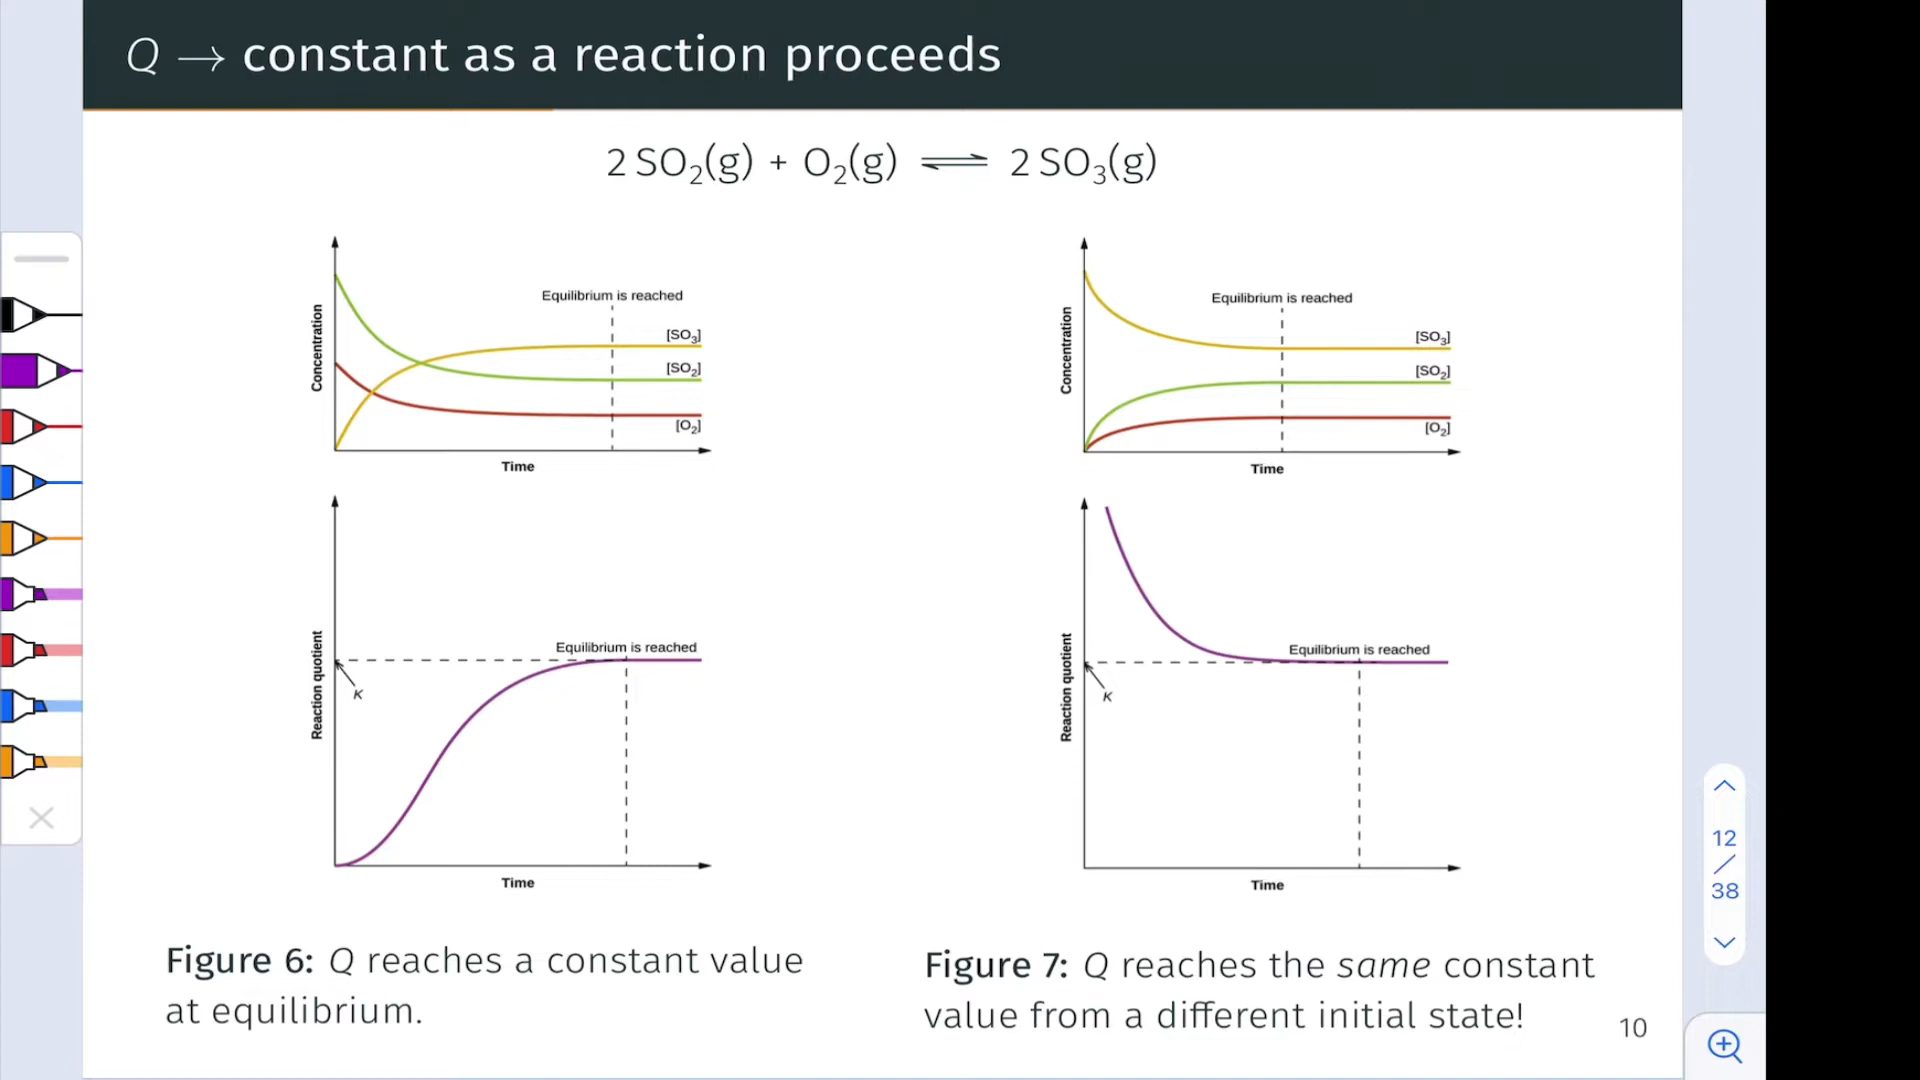 Q → constant as a reaction proceeds
2 SO₂(g) + O₂(g) ⇌ 2 SO₃(g)
Concentration
Equilibrium is reached
[SO₃]
[SO₂]
[O₂]
Time
Concentration
Equilibrium is reached
[SO₃]
[SO₂]
[O₂]
Time
Reaction quotient
Equilibrium is reached
K
Time
Reaction quotient
Equilibrium is reached
K
Time
Figure 6: Q reaches a constant value
at equilibrium.
Figure 7: Q reaches the same constant
value from a different initial state!
10
12
/
38